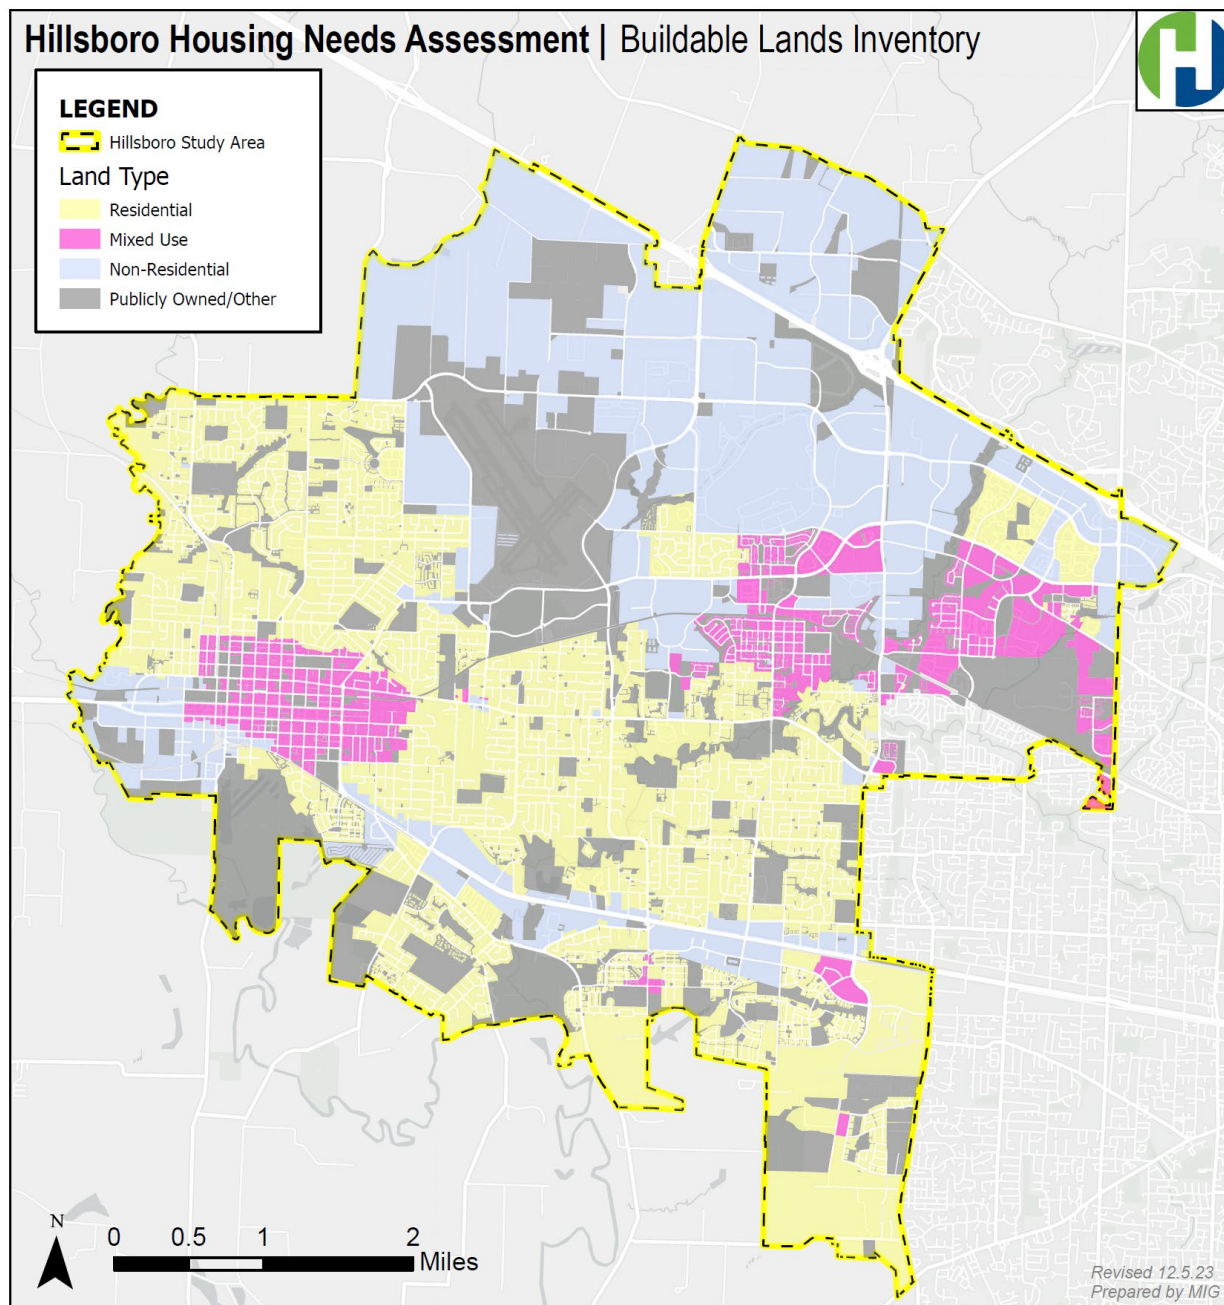 Hillsboro Housing Needs Assessment | Buildable Lands Inventory
LEGEND
Hillsboro Study Area
Land Type
Residential
Mixed Use
Non-Residential
Publicly Owned/Other
N
0 0.5 1 2
Miles
Revised 12.5.23
Prepared by MIG